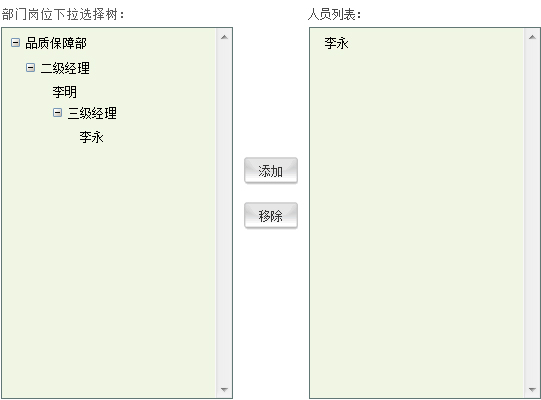 部门岗位下拉选择树：
品质保障部
二级经理
李明
三级经理
李永
添加
移除
人员列表：
李永